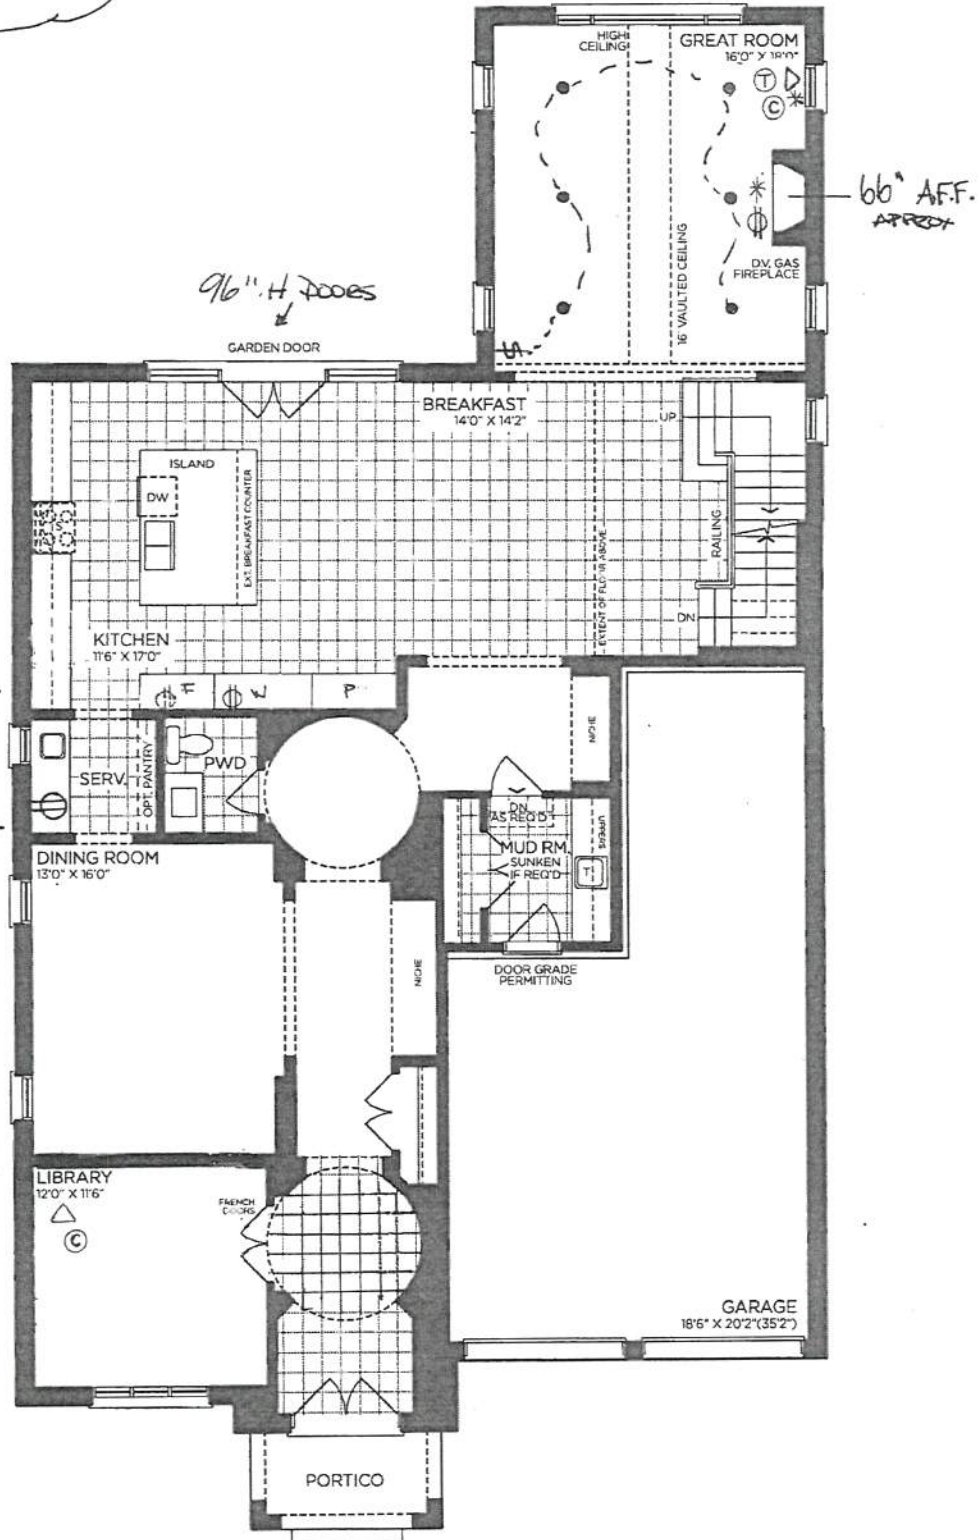 HIGH
CEILING
GREAT ROOM
16'0" X 18'0"
T
C
66" A.F.F.
APPROX
16' VAULTED CEILING
D.V. GAS
FIREPLACE
96" H DOORS
GARDEN DOOR
S
BREAKFAST
14'0" X 14'2"
UP
ISLAND
DW
EXT. BREAKFAST COUNTER
S
RAILING
EXTENT OF FLOOR ABOVE
DN
KITCHEN
11'6" X 17'0"
F
W
P
NICHE
SERV.
OPT. PANTRY
PWD
DN
AS REQ'D
MUD RM.
SUNKEN
IF REQ'D
UPPERS
T
DINING ROOM
13'0" X 16'0"
NICHE
DOOR GRADE
PERMITTING
LIBRARY
12'0" X 11'6"
C
FRENCH
DOORS
GARAGE
18'6" X 20'2"(35'2")
PORTICO